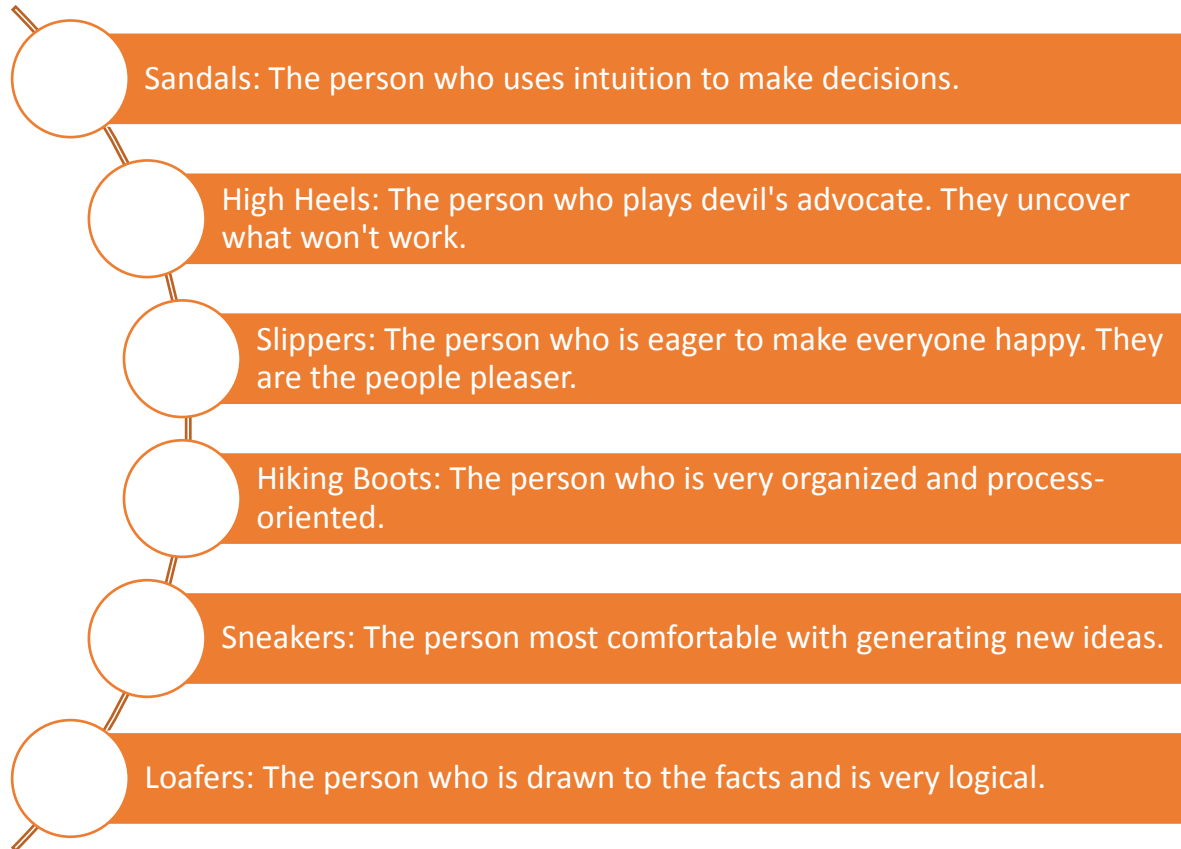 Sandals: The person who uses intuition to make decisions.
High Heels: The person who plays devil's advocate. They uncover
what won't work.
Slippers: The person who is eager to make everyone happy. They
are the people pleaser.
Hiking Boots: The person who is very organized and process-
oriented.
Sneakers: The person most comfortable with generating new ideas.
Loafers: The person who is drawn to the facts and is very logical.